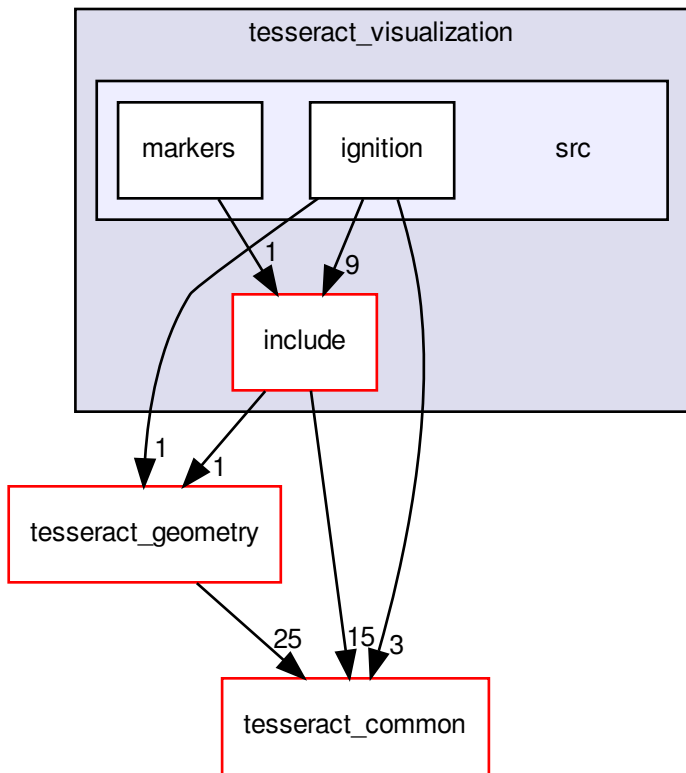 tesseract_visualization
markers
ignition
src
1
9
include
1
1
tesseract_geometry
25
15
3
tesseract_common